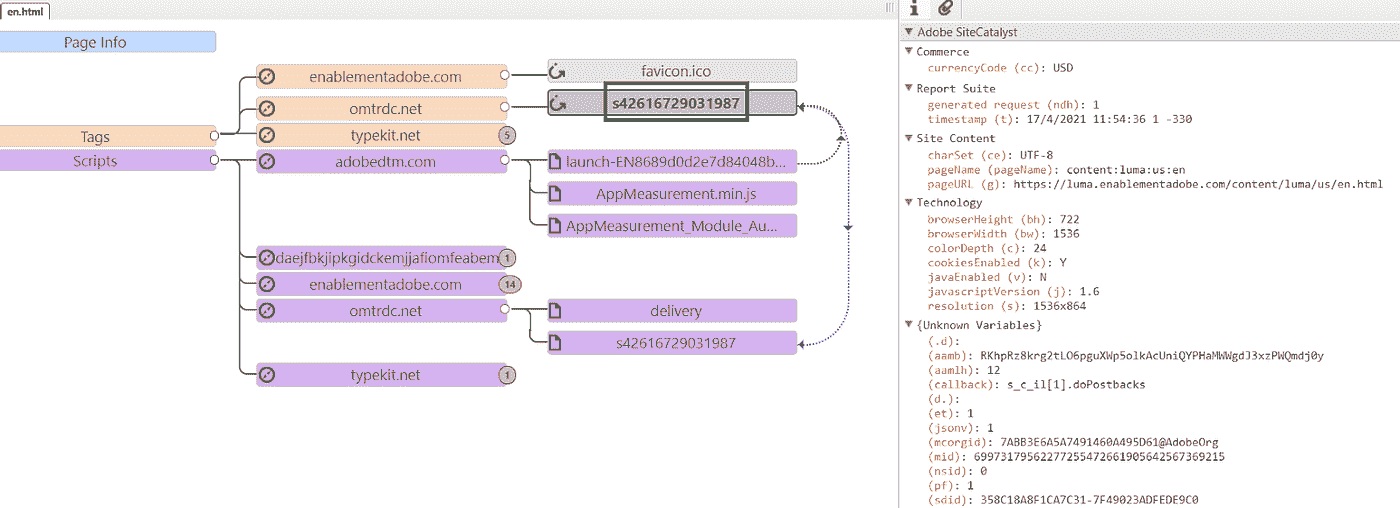 en.html
Page Info
Tags
Scripts
enablementadobe.com
omtrdc.net
typekit.net 5
adobedtm.com
daejfbkjipkgidckemjjafiomfeabem 1
enablementadobe.com 14
omtrdc.net
typekit.net 1
favicon.ico
s42616729031987
launch-EN8689d0d2e7d84048b...
AppMeasurement.min.js
AppMeasurement_Module_Au...
delivery
s42616729031987
Adobe SiteCatalyst
Commerce
currencyCode (cc): USD
Report Suite
generated request (ndh): 1
timestamp (t): 17/4/2021 11:54:36 1 -330
Site Content
charSet (ce): UTF-8
pageName (pageName): content:luma:us:en
pageURL (g): https://luma.enablementadobe.com/content/luma/us/en.html
Technology
browserHeight (bh): 722
browserWidth (bw): 1536
colorDepth (c): 24
cookiesEnabled (k): Y
javaEnabled (v): N
javascriptVersion (j): 1.6
resolution (s): 1536x864
{Unknown Variables}
(.d):
(aamb): RKhpRz8krg2tLO6pguXWp5olkAcUniQYPHaMWWgdJ3xzPWQmdj0y
(aamlh): 12
(callback): s_c_il[1].doPostbacks
(d.):
(et): 1
(jsonv): 1
(mcorgid): 7ABB3E6A5A7491460A495D61@AdobeOrg
(mid): 69973179562277255472661905642567369215
(nsid): 0
(pf): 1
(sdid): 358C18A8F1CA7C31-7F49023ADFEDE9C0